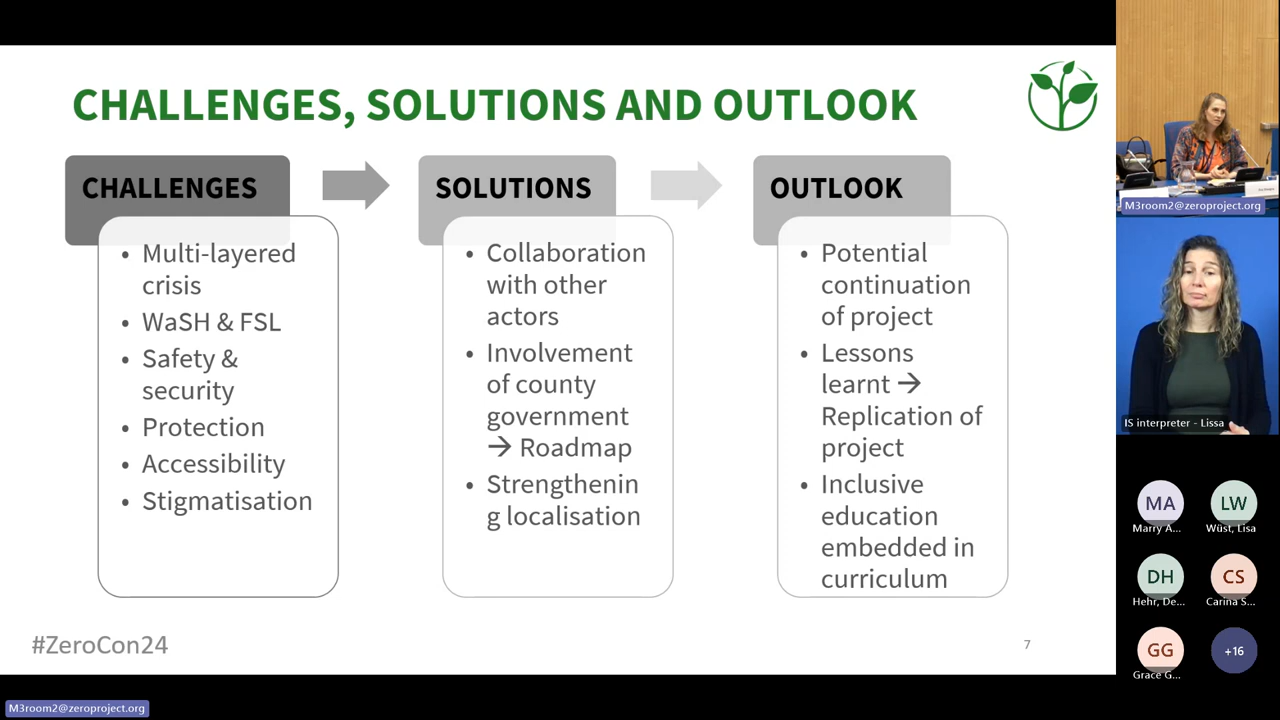 CHALLENGES, SOLUTIONS AND OUTLOOK
CHALLENGES
• Multi-layered
crisis
• WaSH & FSL
• Safety &
security
• Protection
• Accessibility
• Stigmatisation
SOLUTIONS
• Collaboration
with other
actors
• Involvement
of county
government
→ Roadmap
• Strengthenin
g localisation
OUTLOOK
• Potential
continuation
of project
• Lessons
learnt →
Replication of
project
• Inclusive
education
embedded in
curriculum
#ZeroCon24
7
M3room2@zeroproject.org
M3room2@zeroproject.org
IS interpreter - Lissa
MA
Marry A...
LW
Wüst, Lisa
DH
Hehr, De...
CS
Carina S...
GG
Grace G...
+16